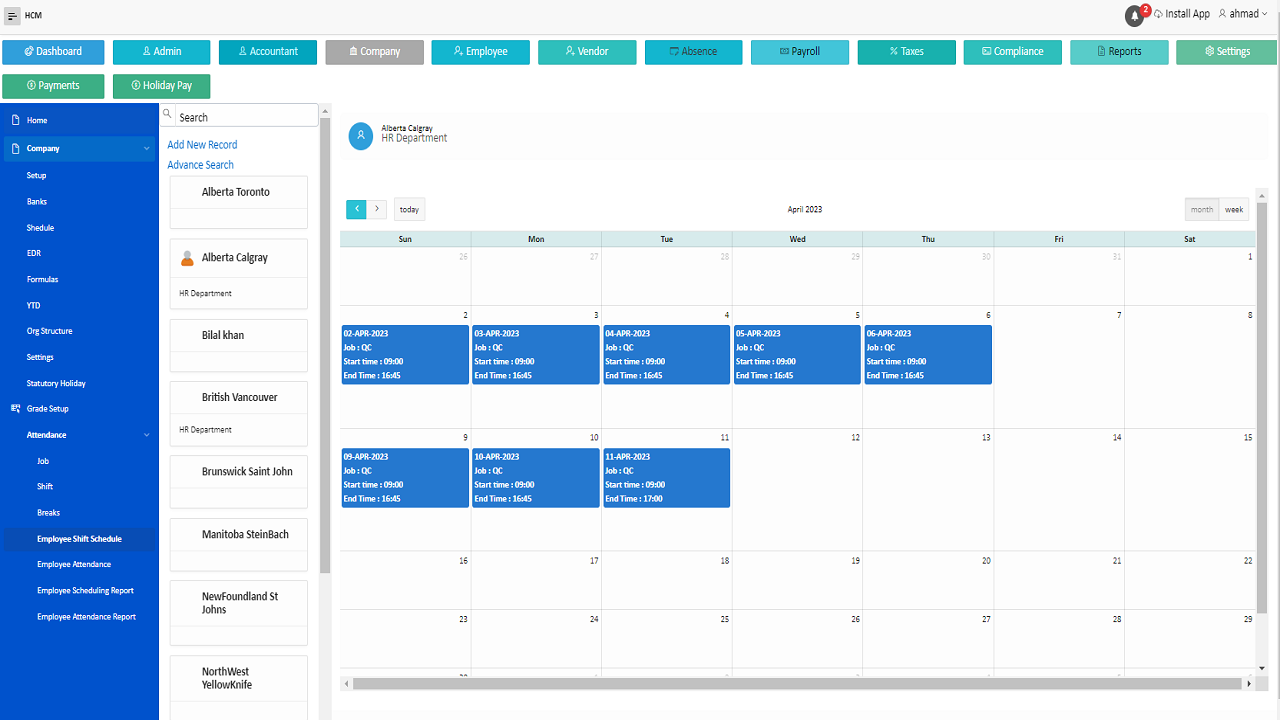 HCM
2
Install App
ahmad
Dashboard
Admin
Accountant
Company
Employee
Vendor
Absence
Payroll
Taxes
Compliance
Reports
Settings
Payments
Holiday Pay
Home
Company
Setup
Banks
Shedule
EDR
Formulas
YTD
Org Structure
Settings
Statutory Holiday
Grade Setup
Attendance
Job
Shift
Breaks
Employee Shift Schedule
Employee Attendance
Employee Scheduling Report
Employee Attendance Report
Search
Add New Record
Advance Search
Alberta Toronto
Alberta Calgray
HR Department
Bilal khan
British Vancouver
HR Department
Brunswick Saint John
Manitoba SteinBach
NewFoundland St
Johns
NorthWest
YellowKnife
Alberta Calgray
HR Department
today
April 2023
month
week
Sun Mon Tue Wed Thu Fri Sat
26 27 28 29 30 31 1
2 3 4 5 6 7 8
02-APR-2023
Job : QC
Start time : 09:00
End Time : 16:45
03-APR-2023
Job : QC
Start time : 09:00
End Time : 16:45
04-APR-2023
Job : QC
Start time : 09:00
End Time : 16:45
05-APR-2023
Job : QC
Start time : 09:00
End Time : 16:45
06-APR-2023
Job : QC
Start time : 09:00
End Time : 16:45
9 10 11 12 13 14 15
09-APR-2023
Job : QC
Start time : 09:00
End Time : 16:45
10-APR-2023
Job : QC
Start time : 09:00
End Time : 16:45
11-APR-2023
Job : QC
Start time : 09:00
End Time : 17:00
16 17 18 19 20 21 22
23 24 25 26 27 28 29